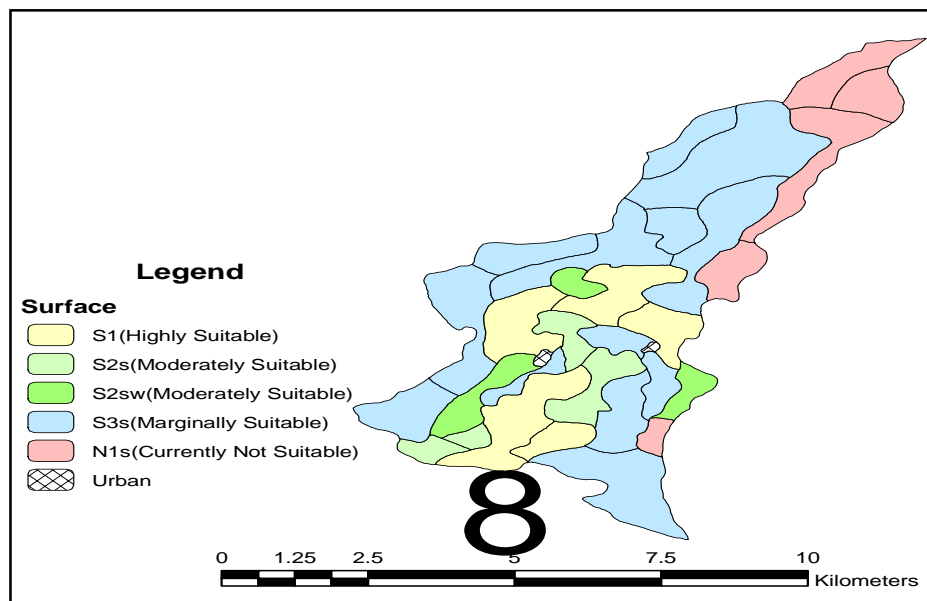 Legend
Surface
S1(Highly Suitable)
S2s(Moderately Suitable)
S2sw(Moderately Suitable)
S3s(Marginally Suitable)
N1s(Currently Not Suitable)
Urban
8
0 1.25 2.5 5 7.5 10
Kilometers